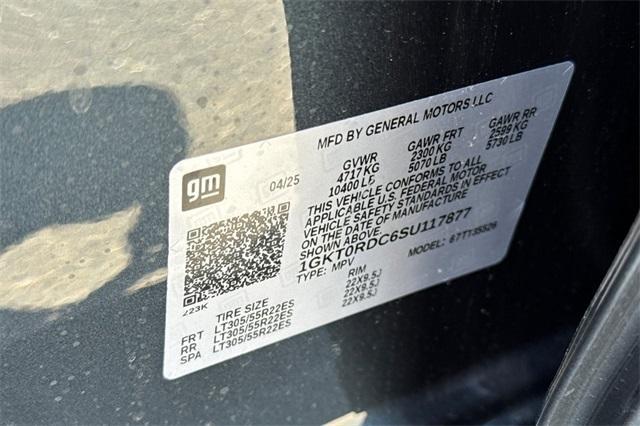 MFD BY GENERAL MOTORS LLC
gm
04/25
GVWR GAWR FRT GAWR RR
4717 KG 2300 KG 2599 KG
10400 LB 5070 LB 5730 LB
THIS VEHICLE CONFORMS TO ALL
APPLICABLE U.S. FEDERAL MOTOR
VEHICLE SAFETY STANDARDS IN EFFECT
ON THE DATE OF MANUFACTURE
SHOWN ABOVE.
1GKT0RDC6SU117877
TYPE: MPV MODEL:
223K
TIRE SIZE RIM
FRT LT305/55R22ES 22X9.5J
RR LT305/55R22ES 22X9.5J
SPA LT305/55R22ES 22X9.5J